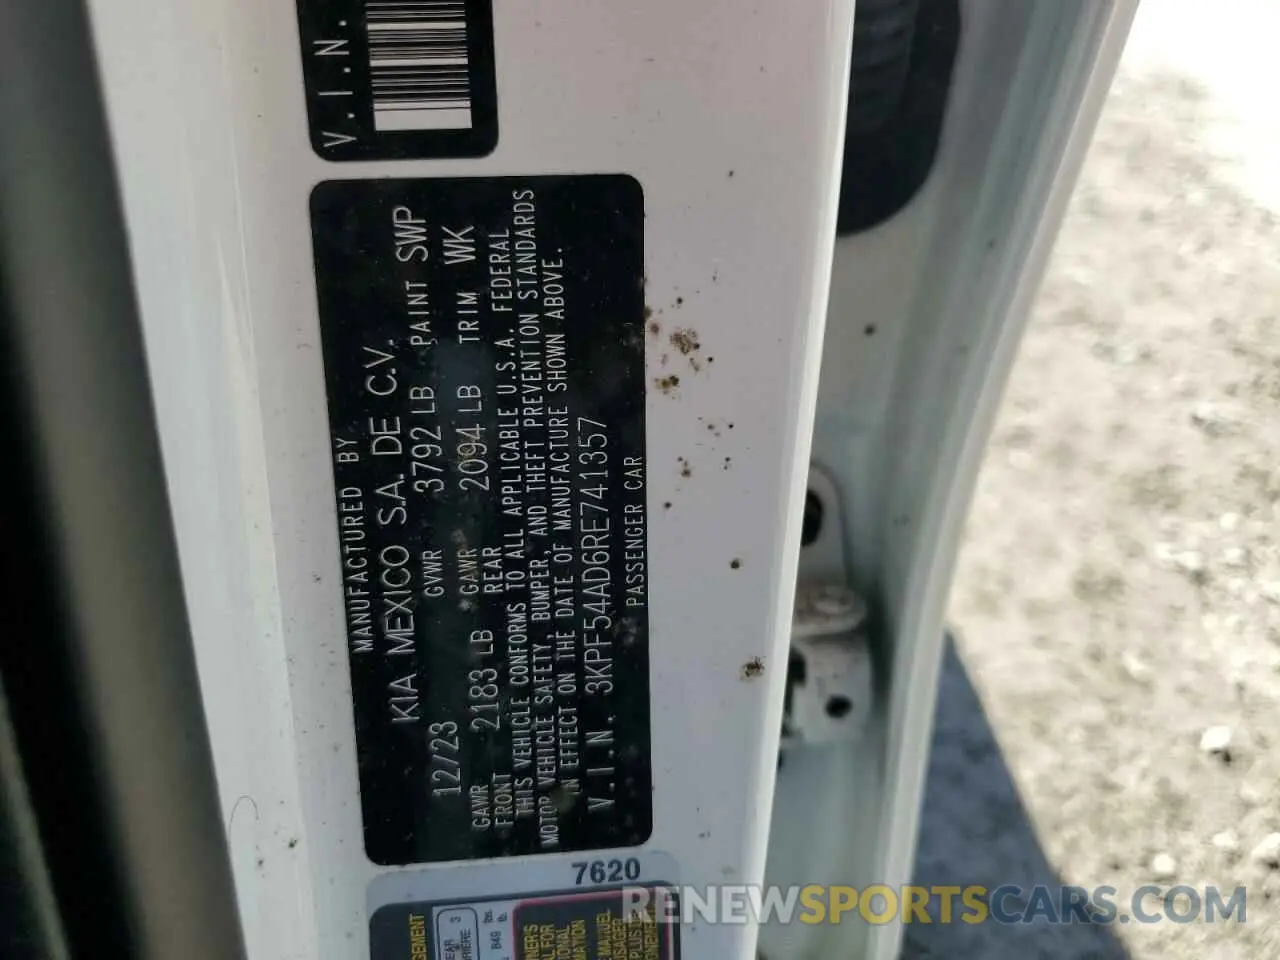 V.I.N.
MANUFACTURED BY
KIA MEXICO S.A. DE C.V.
12/23 GVWR 3792 LB PAINT SWP
GAWR FRONT 2183 LB *GAWR REAR 2094 LB TRIM WK
THIS VEHICLE CONFORMS TO ALL APPLICABLE U.S.A. FEDERAL
MOTOR VEHICLE SAFETY, BUMPER, AND THEFT PREVENTION STANDARDS
IN EFFECT ON THE DATE OF MANUFACTURE SHOWN ABOVE.
V.I.N. 3KPF54AD6RE741357
PASSENGER CAR
7620
RENEWSPORTSCARS.COM